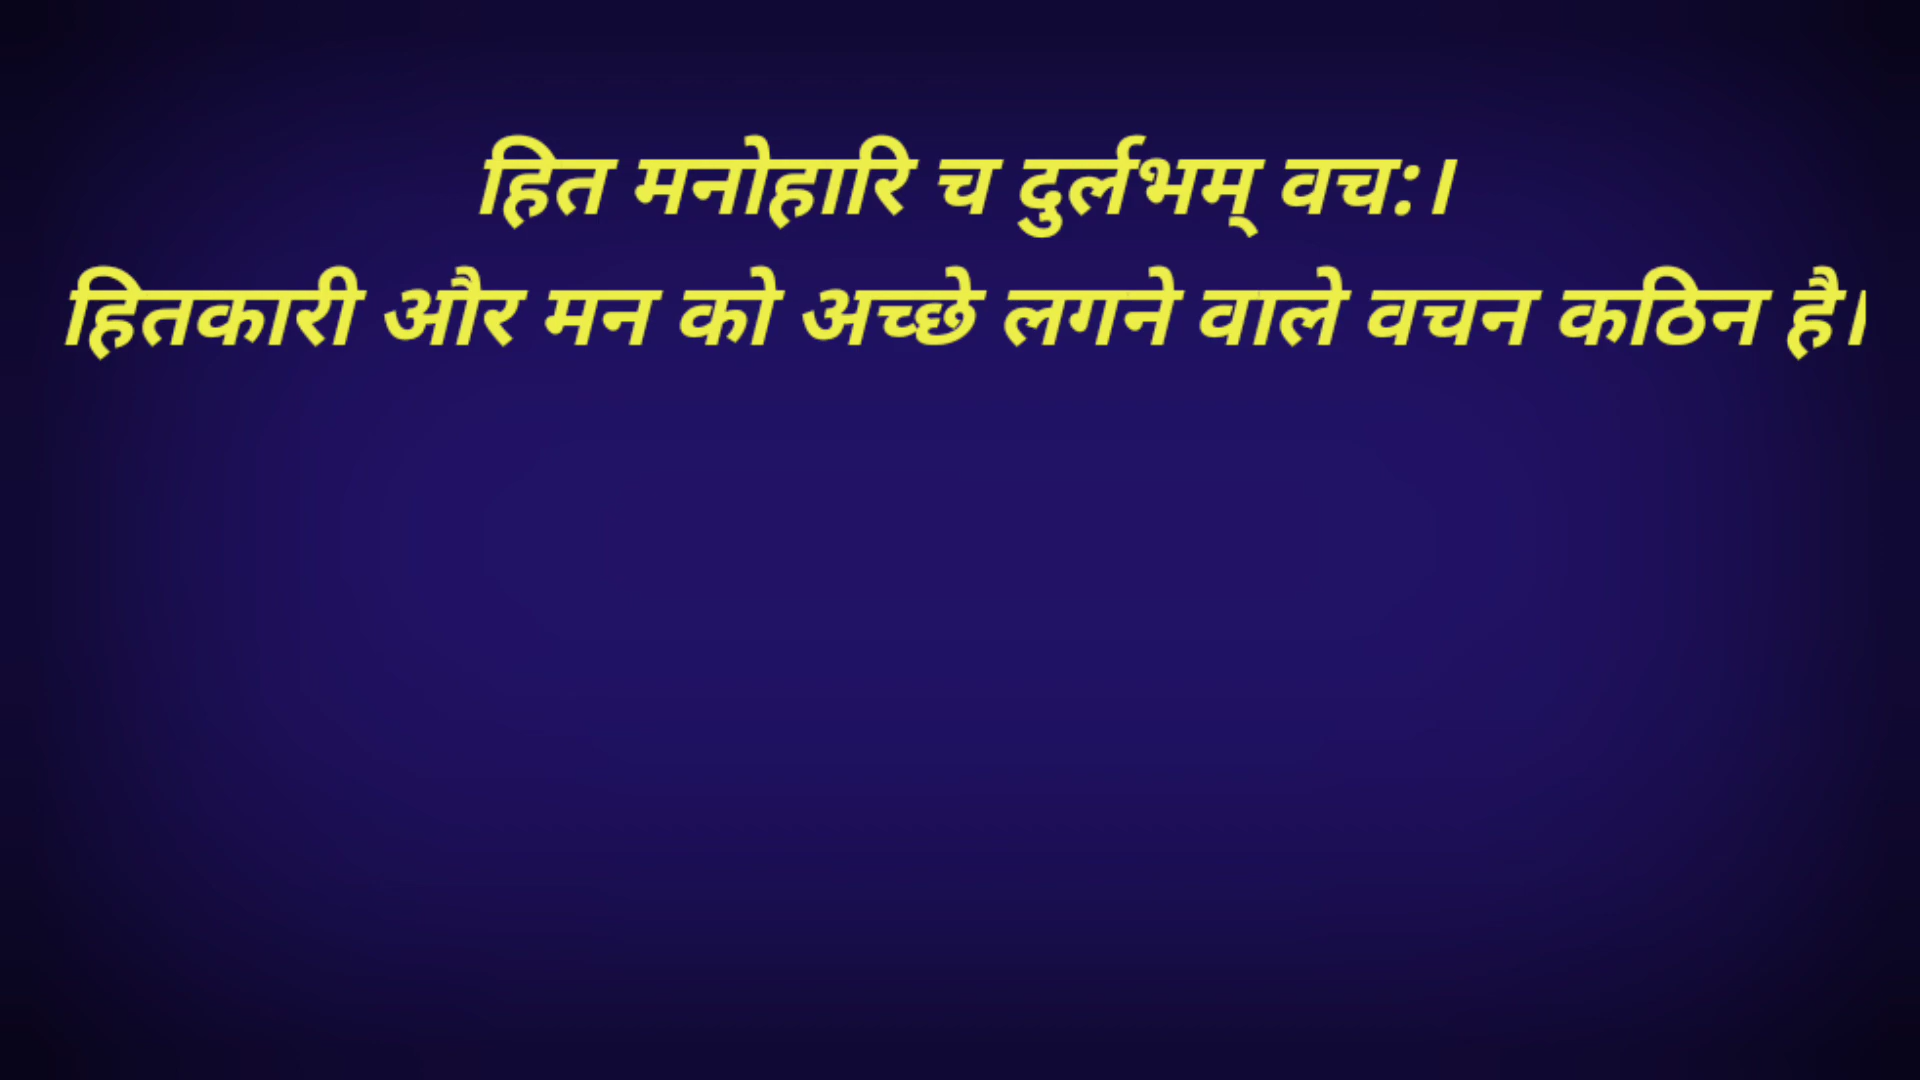 हित मनोहारि च दुर्लभम् वच:।
हितकारी और मन को अच्छे लगने वाले वचन कठिन है।